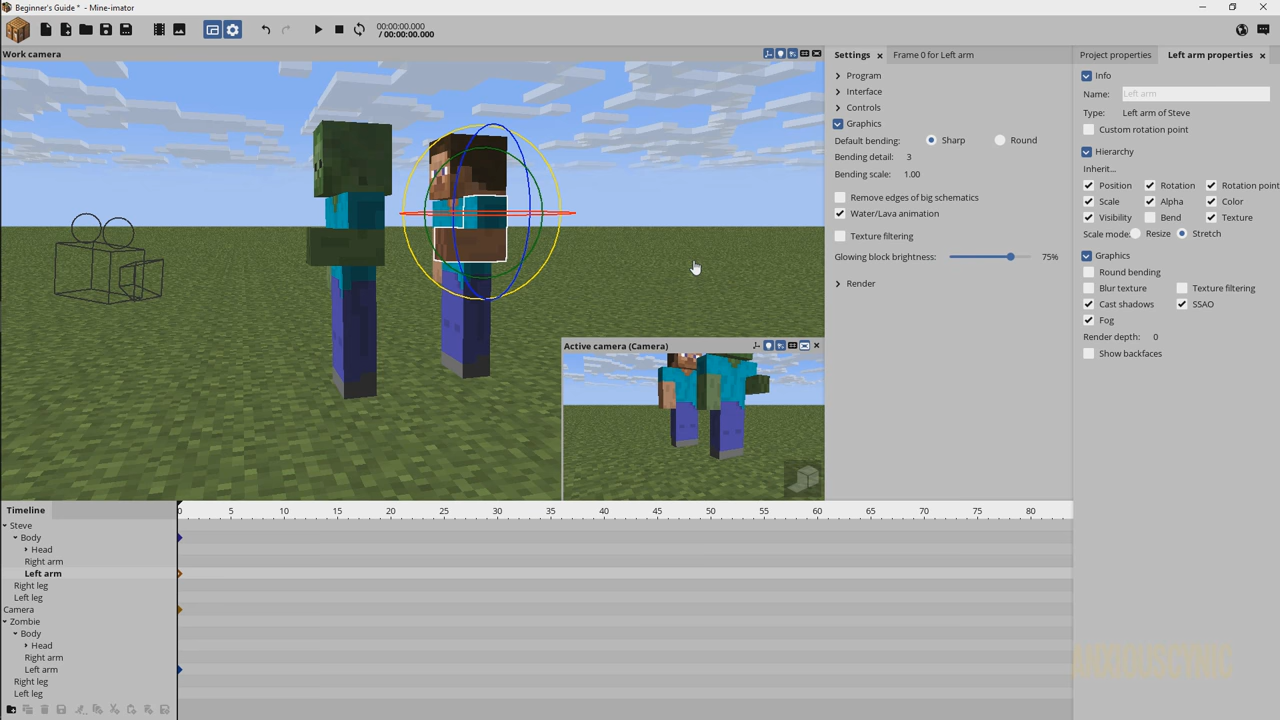 Beginner's Guide * - Mine-imator
00:00:00.000
/ 00:00:00.000
Work camera
Settings
Frame 0 for Left arm
Project properties
Left arm properties
Program
Interface
Controls
Graphics
Default bending: Sharp Round
Bending detail: 3
Bending scale: 1.00
Remove edges of big schematics
Water/Lava animation
Texture filtering
Glowing block brightness: 75%
Render
Info
Name: Left arm
Type: Left arm of Steve
Custom rotation point
Hierarchy
Inherit...
Position Rotation Rotation point
Scale Alpha Color
Visibility Bend Texture
Scale mode: Resize Stretch
Graphics
Round bending
Blur texture Texture filtering
Cast shadows SSAO
Fog
Render depth: 0
Show backfaces
Active camera (Camera)
Timeline
0 5 10 15 20 25 30 35 40 45 50 55 60 65 70 75 80
Steve
Body
Head
Right arm
Left arm
Right leg
Left leg
Camera
Zombie
Body
Head
Right arm
Left arm
Right leg
Left leg